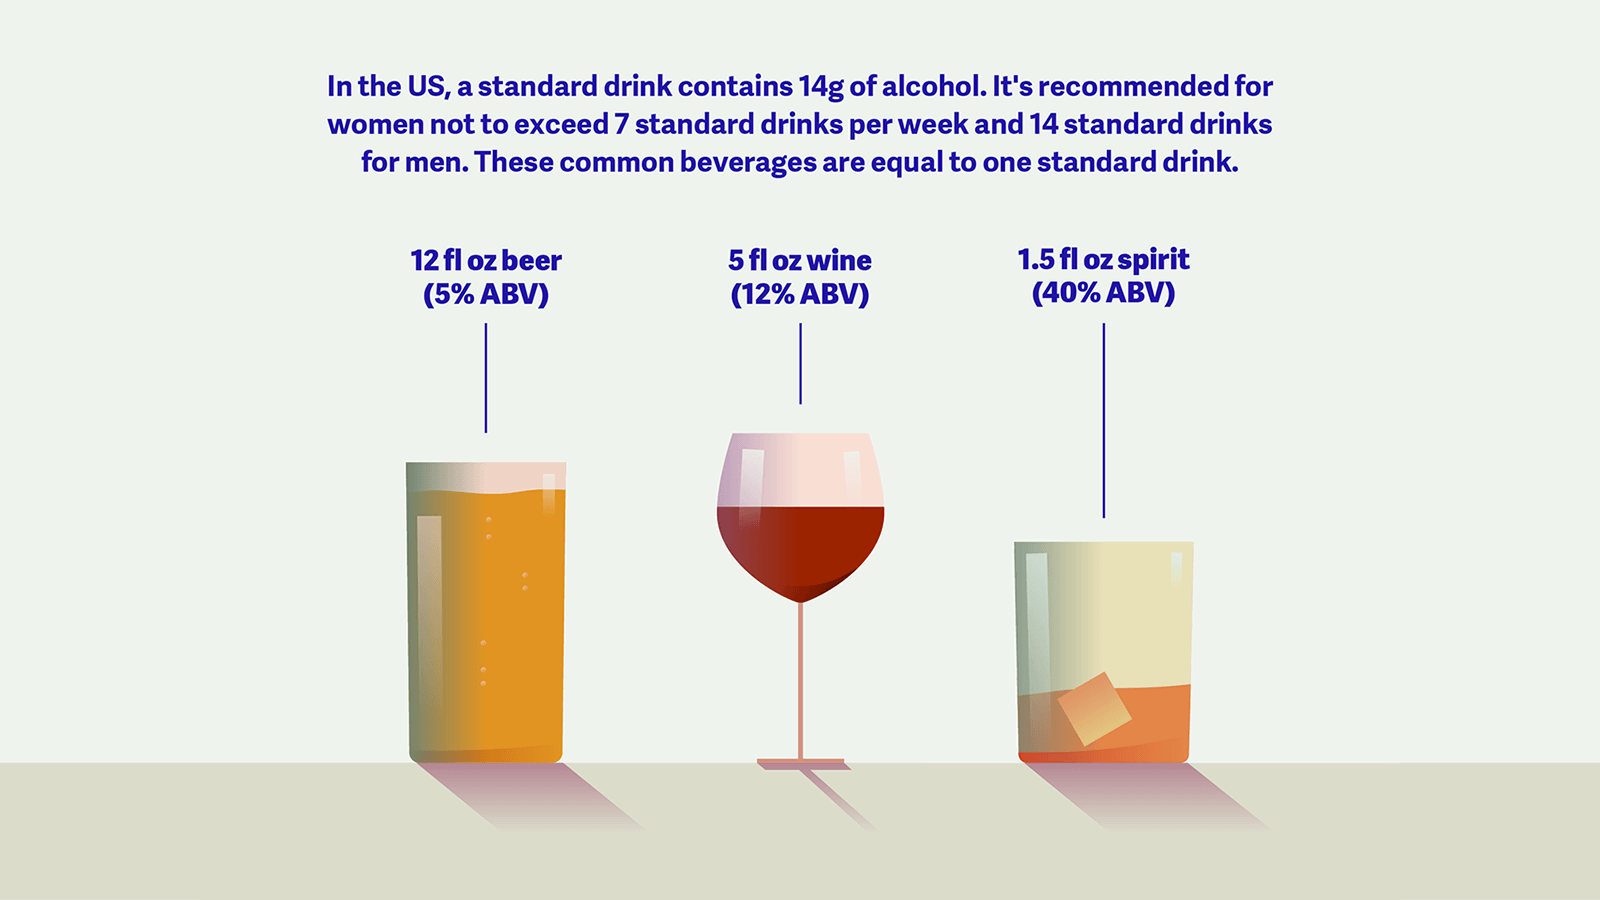 In the US, a standard drink contains 14g of alcohol. It's recommended for
women not to exceed 7 standard drinks per week and 14 standard drinks
for men. These common beverages are equal to one standard drink.
12 fl oz beer
(5% ABV)
5 fl oz wine
(12% ABV)
1.5 fl oz spirit
(40% ABV)